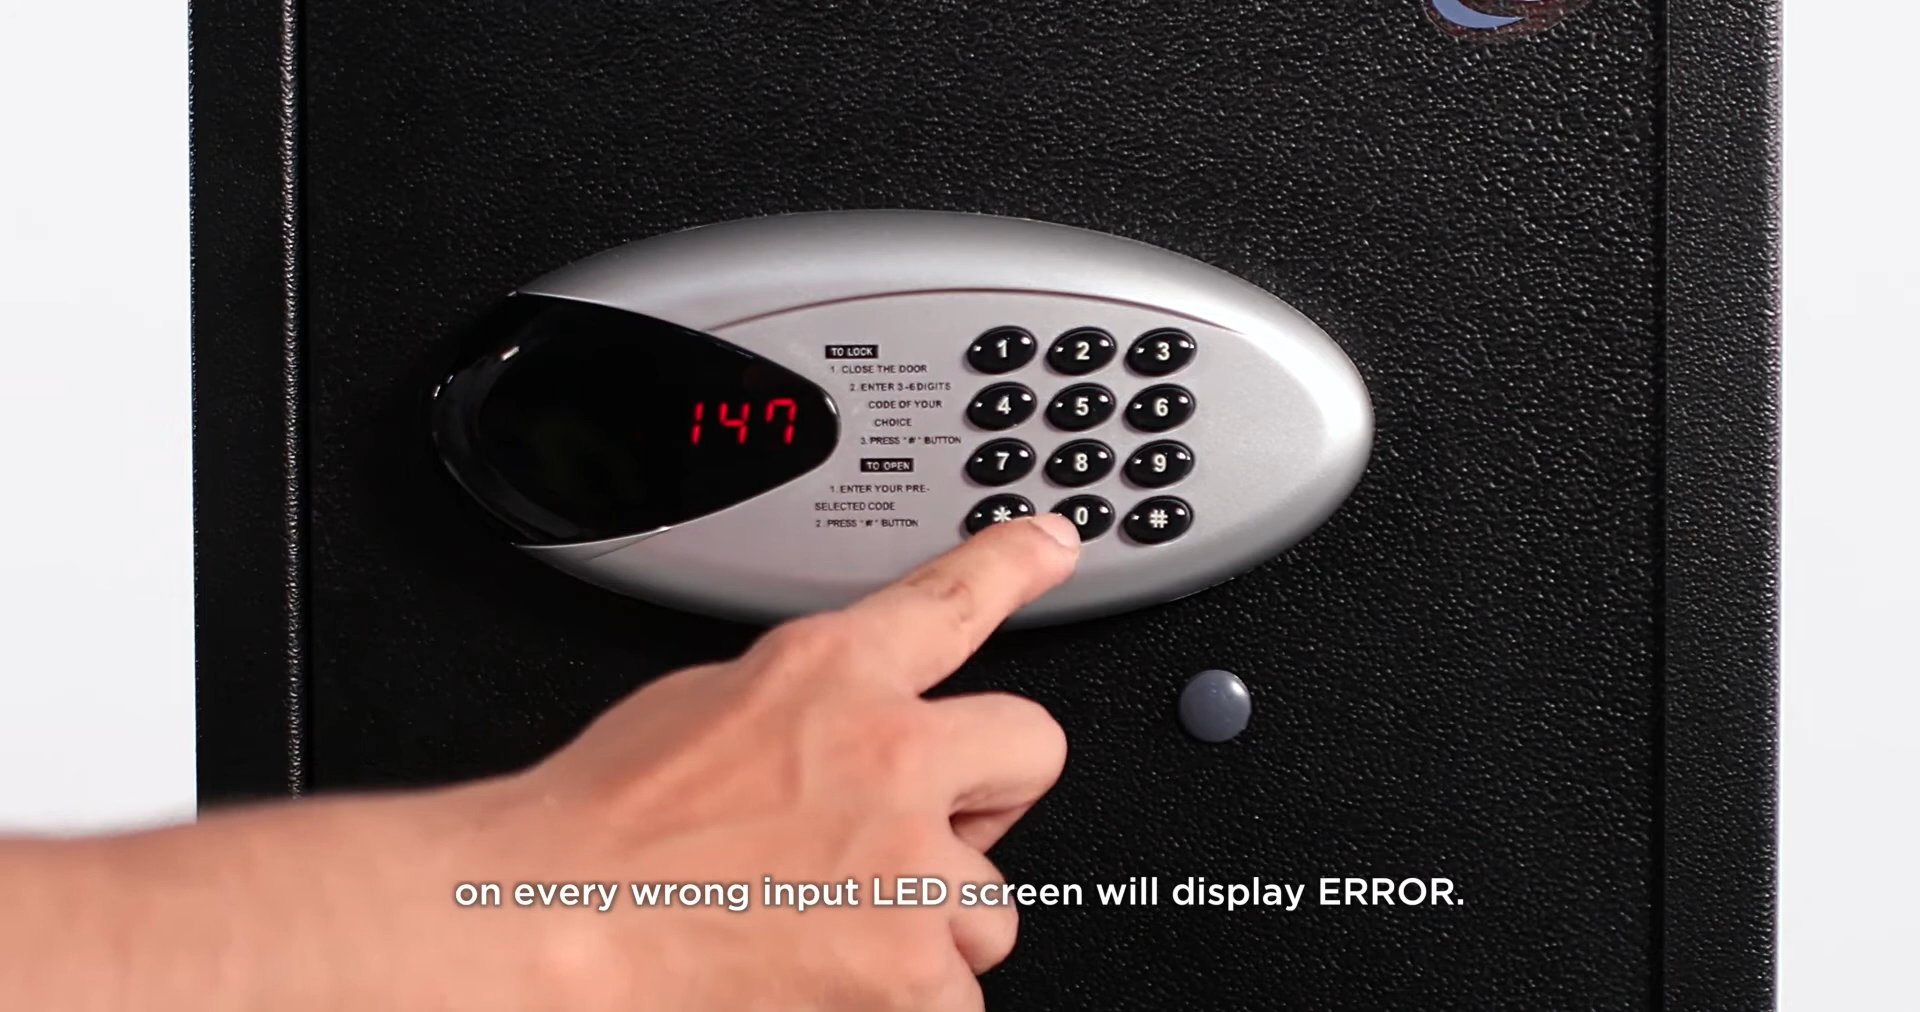 147
TO LOCK
1. CLOSE THE DOOR
2. ENTER 3-6 DIGITS
CODE OF YOUR
CHOICE
3. PRESS "#" BUTTON
TO OPEN
1. ENTER YOUR PRE-
SELECTED CODE
2. PRESS "#" BUTTON
1 2 3
4 5 6
7 8 9
* 0 #
on every wrong input LED screen will display ERROR.